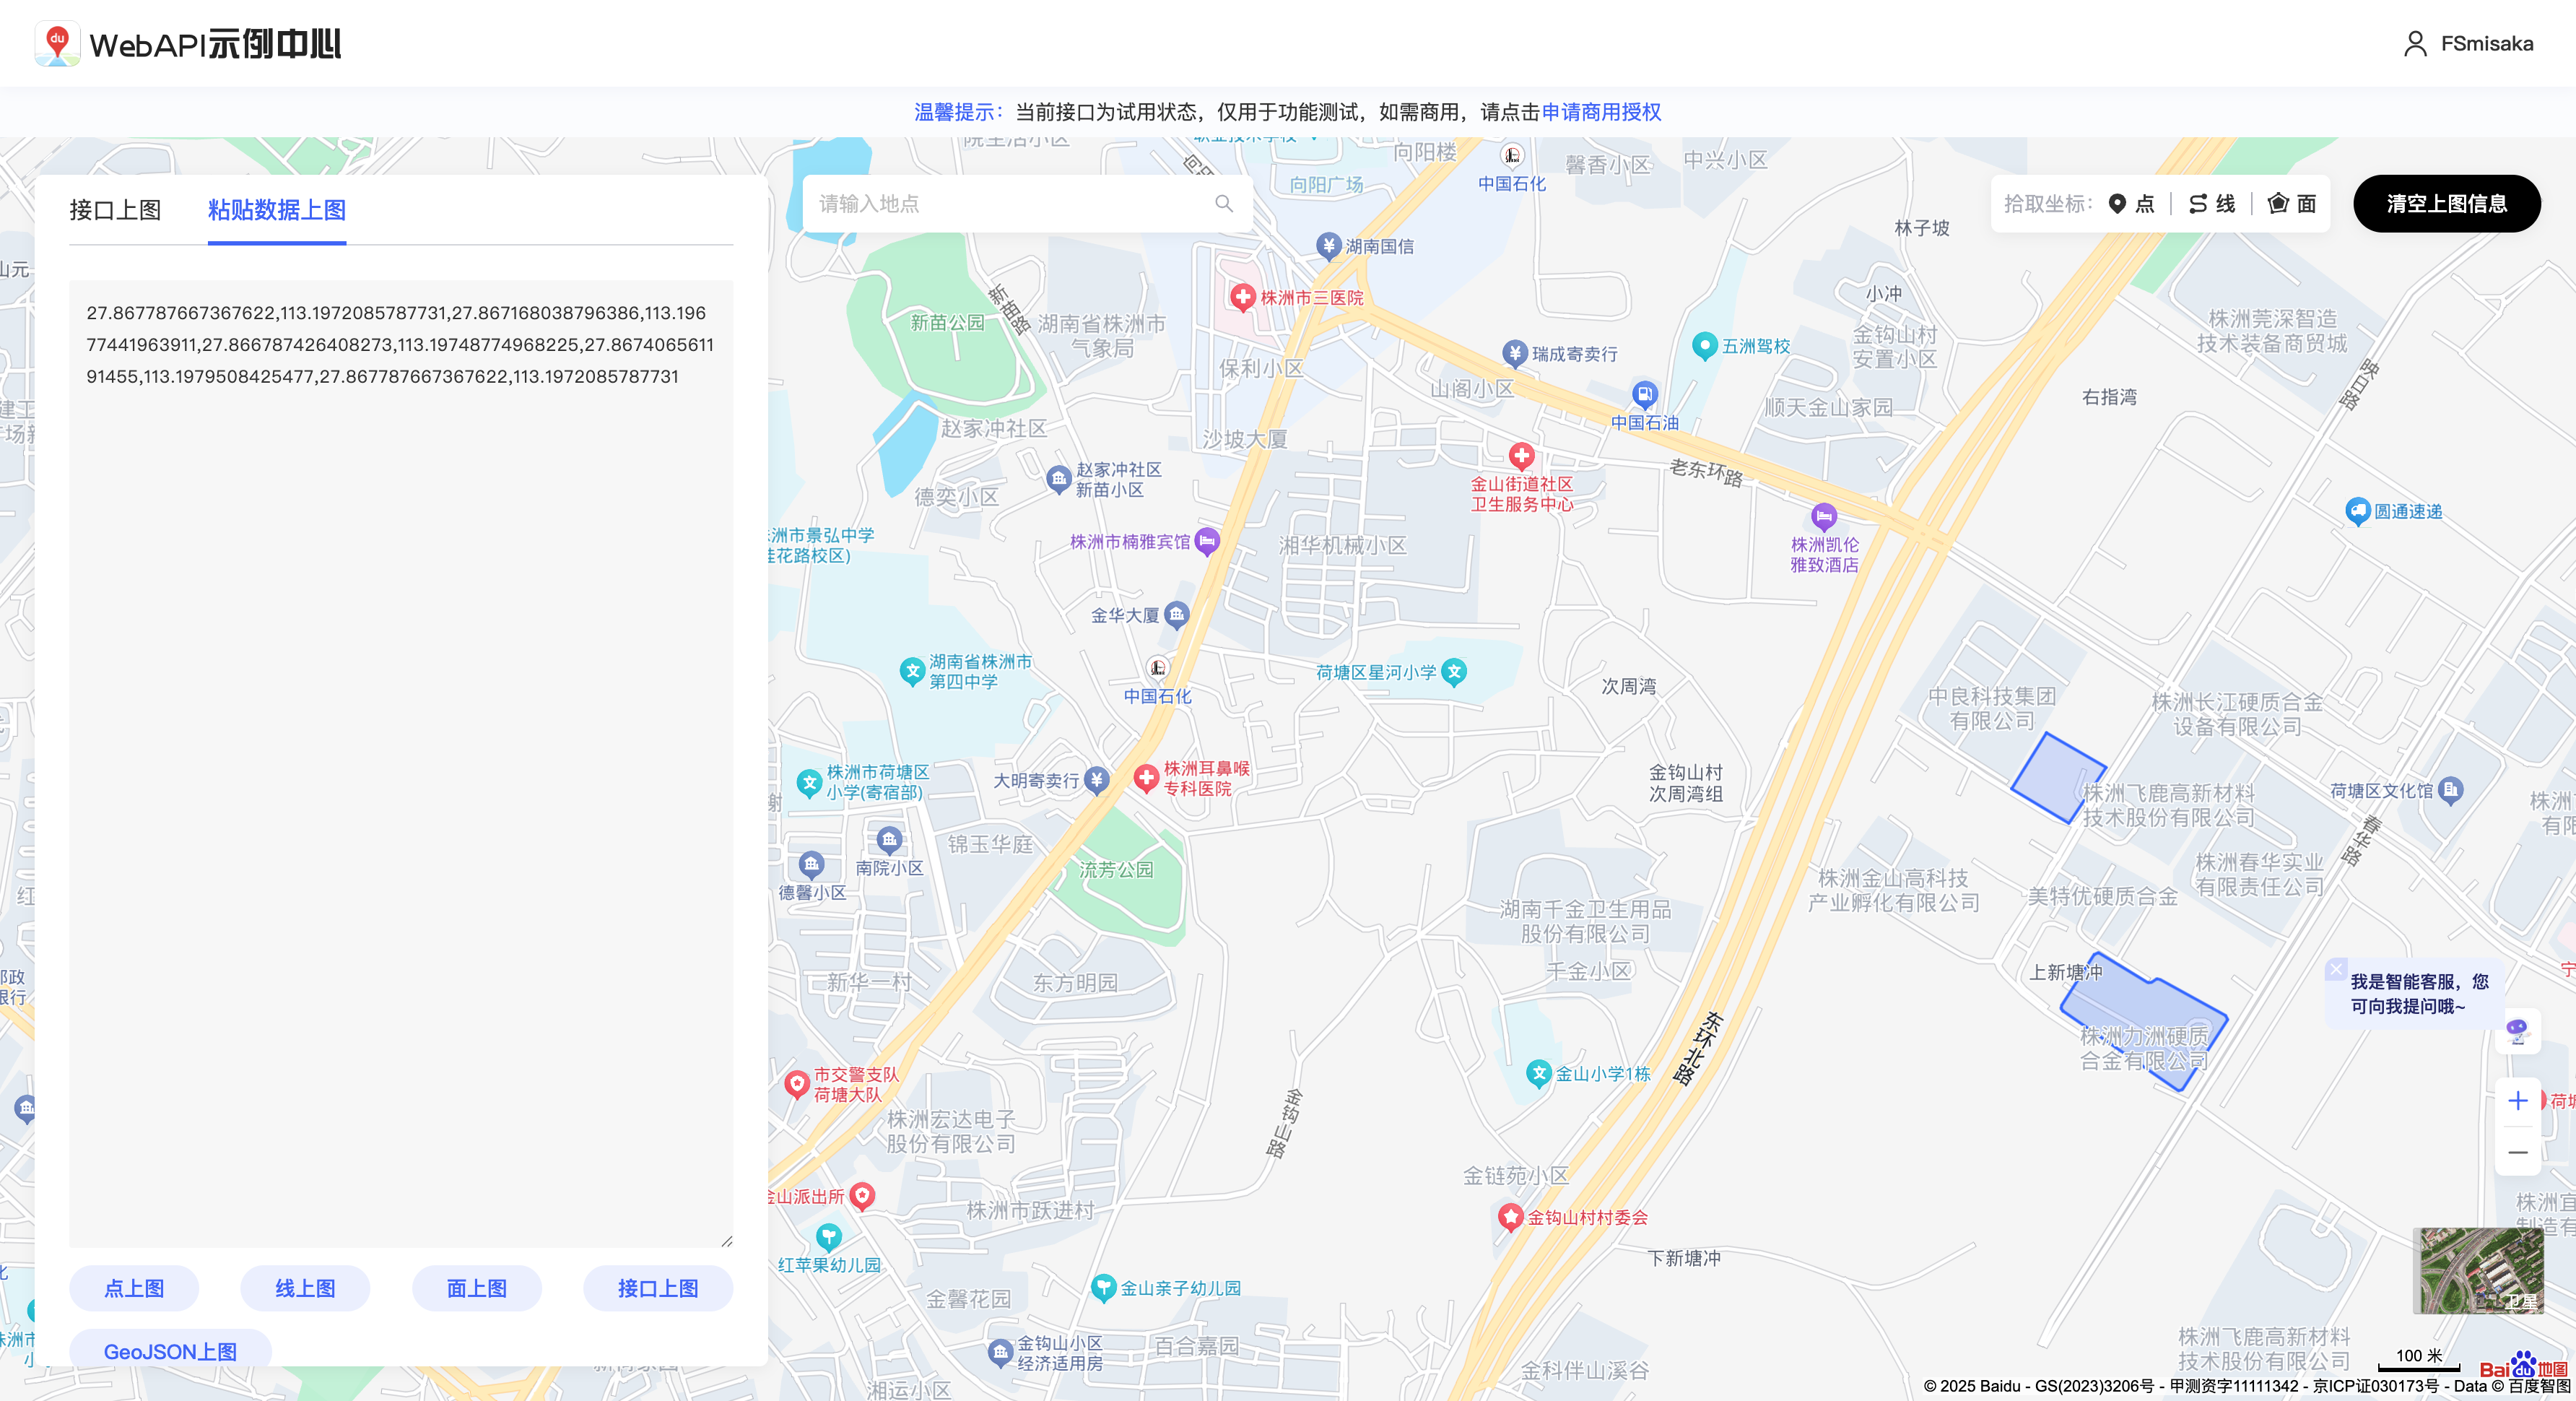 WebAPI示例中心
FSmisaka
温馨提示：当前接口为试用状态，仅用于功能测试，如需商用，请点击申请商用授权
接口上图
粘贴数据上图
27.867787667367622,113.1972085787731,27.867168038796386,113.196
77441963911,27.866787426408273,113.19748774968225,27.8674065611
91455,113.1979508425477,27.867787667367622,113.1972085787731
点上图
线上图
面上图
接口上图
GeoJSON上图
请输入地点
拾取坐标：
点
线
面
清空上图信息
向阳楼
中国石化
馨香小区
中兴小区
向阳广场
林子坡
湖南国信
株洲市三医院
新苗公园
新苗路
湖南省株洲市
气象局
保利小区
瑞成寄卖行
五洲驾校
小冲
金钩山村
安置小区
株洲莞深智造
技术装备商贸城
映日路
右指湾
山阁小区
中国石油
顺天金山家园
赵家冲社区
沙坡大厦
老东环路
赵家冲社区
新苗小区
德奕小区
金山街道社区
卫生服务中心
株洲凯伦
雅致酒店
圆通速递
洲市景弘中学
桂花路校区)
株洲市楠雅宾馆
湘华机械小区
金华大厦
湖南省株洲市
第四中学
中国石化
荷塘区星河小学
次周湾
中良科技集团
有限公司
株洲长江硬质合金
设备有限公司
株洲市荷塘区
小学(寄宿部)
大明寄卖行
株洲耳鼻喉
专科医院
金钩山村
次周湾组
株洲飞鹿高新材料
技术股份有限公司
荷塘区文化馆
春华路
南院小区
德馨小区
锦玉华庭
流芳公园
株洲金山高科技
产业孵化有限公司
美特优硬质合金
株洲春华实业
有限责任公司
湖南千金卫生用品
股份有限公司
千金小区
新华一村
东方明园
上新塘冲
我是智能客服，您
可向我提问哦~
株洲力洲硬质
合金有限公司
东环北路
金山小学1栋
市交警支队
荷塘大队
株洲宏达电子
股份有限公司
金钩山路
金山派出所
株洲市跃进村
金链苑小区
金钩山村村委会
红苹果幼儿园
下新塘冲
金山亲子幼儿园
金馨花园
金钩山小区
经济适用房
百合嘉园
金科伴山溪谷
湘运小区
卫星
株洲飞鹿高新材料
技术股份有限公司
100 米
Bai du 地图
© 2025 Baidu - GS(2023)3206号 - 甲测资字11111342 - 京ICP证030173号 - Data © 百度智图